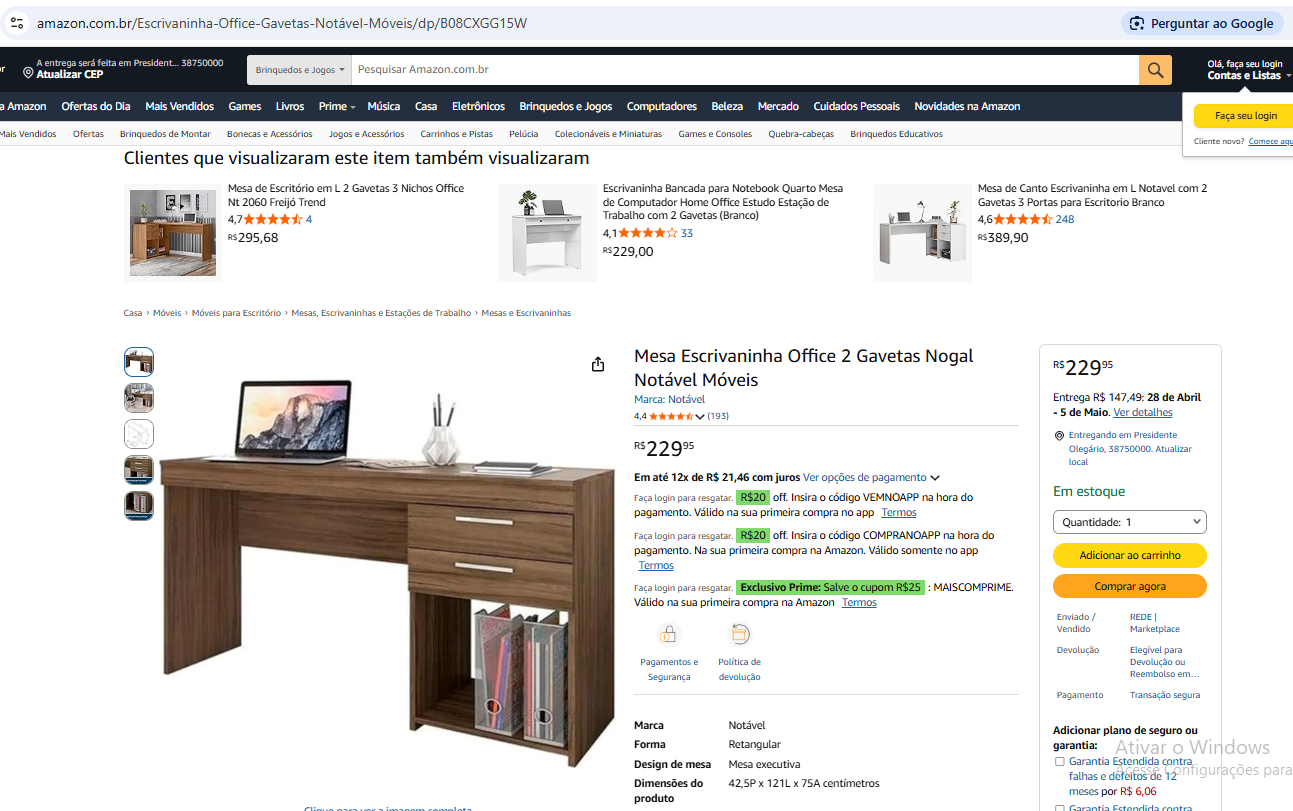 amazon.com.br/Escrivaninha-Office-Gavetas-Notável-Móveis/dp/B08CXGG15W
Perguntar ao Google
A entrega será feita em President... 38750000
Atualizar CEP
Brinquedos e Jogos
Pesquisar Amazon.com.br
Olá, faça seu login
Contas e Listas
a Amazon Ofertas do Dia Mais Vendidos Games Livros Prime Música Casa Eletrônicos Brinquedos e Jogos Computadores Beleza Mercado Cuidados Pessoais Novidades na Amazon
Faça seu login
Mais Vendidos Ofertas Brinquedos de Montar Bonecas e Acessórios Jogos e Acessórios Carrinhos e Pistas Pelúcia Colecionáveis e Miniaturas Games e Consoles Quebra-cabeças Brinquedos Educativos
Cliente novo? Comece aqu
Clientes que visualizaram este item também visualizaram
Mesa de Escritório em L 2 Gavetas 3 Nichos Office
Nt 2060 Freijó Trend
4,7 4
R$295,68
Escrivaninha Bancada para Notebook Quarto Mesa
de Computador Home Office Estudo Estação de
Trabalho com 2 Gavetas (Branco)
4,1 33
R$229,00
Mesa de Canto Escrivaninha em L Notavel com 2
Gavetas 3 Portas para Escritorio Branco
4,6 248
R$389,90
Casa › Móveis › Móveis para Escritório › Mesas, Escrivaninhas e Estações de Trabalho › Mesas e Escrivaninhas
Mesa Escrivaninha Office 2 Gavetas Nogal
Notável Móveis
Marca: Notável
4,4 (193)
R$22995
Em até 12x de R$ 21,46 com juros Ver opções de pagamento
Faça login para resgatar. R$20 off. Insira o código VEMNOAPP na hora do
pagamento. Válido na sua primeira compra no app Termos
Faça login para resgatar. R$20 off. Insira o código COMPRANOAPP na hora do
pagamento. Na sua primeira compra na Amazon. Válido somente no app
Termos
Faça login para resgatar. Exclusivo Prime: Salve o cupom R$25 : MAISCOMPRIME.
Válido na sua primeira compra na Amazon Termos
Pagamentos e
Segurança
Política de
devolução
Marca Notável
Forma Retangular
Design de mesa Mesa executiva
Dimensões do
produto
42,5P x 121L x 75A centímetros
Clique para ver a imagem completa
R$22995
Entrega R$ 147,49: 28 de Abril
- 5 de Maio. Ver detalhes
Entregando em Presidente
Olegário, 38750000. Atualizar
local
Em estoque
Quantidade: 1
Adicionar ao carrinho
Comprar agora
Enviado /
Vendido
REDE |
Marketplace
Devolução
Elegível para
Devolução ou
Reembolso em...
Pagamento Transação segura
Adicionar plano de seguro ou
garantia:
Garantia Estendida contra
falhas e defeitos de 12
meses por R$ 6,06
Garantia Estendida contra
Ativar o Windows
Acesse Configurações para